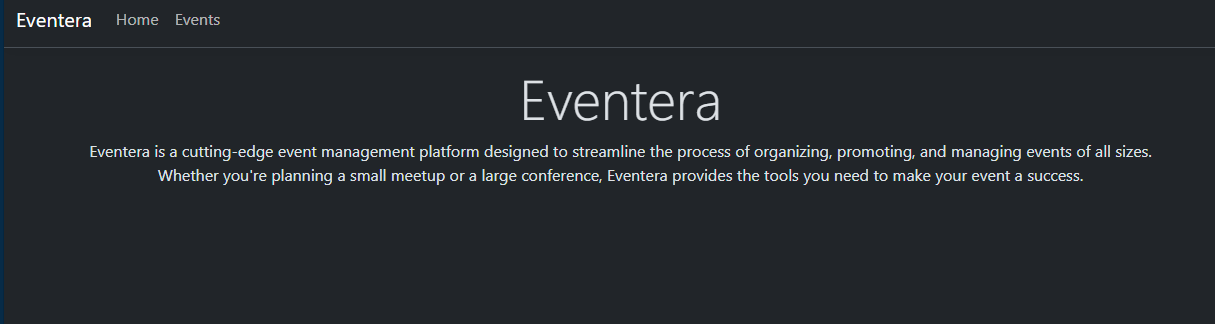 Eventera Home Events
Eventera
Eventera is a cutting-edge event management platform designed to streamline the process of organizing, promoting, and managing events of all sizes.
Whether you're planning a small meetup or a large conference, Eventera provides the tools you need to make your event a success.